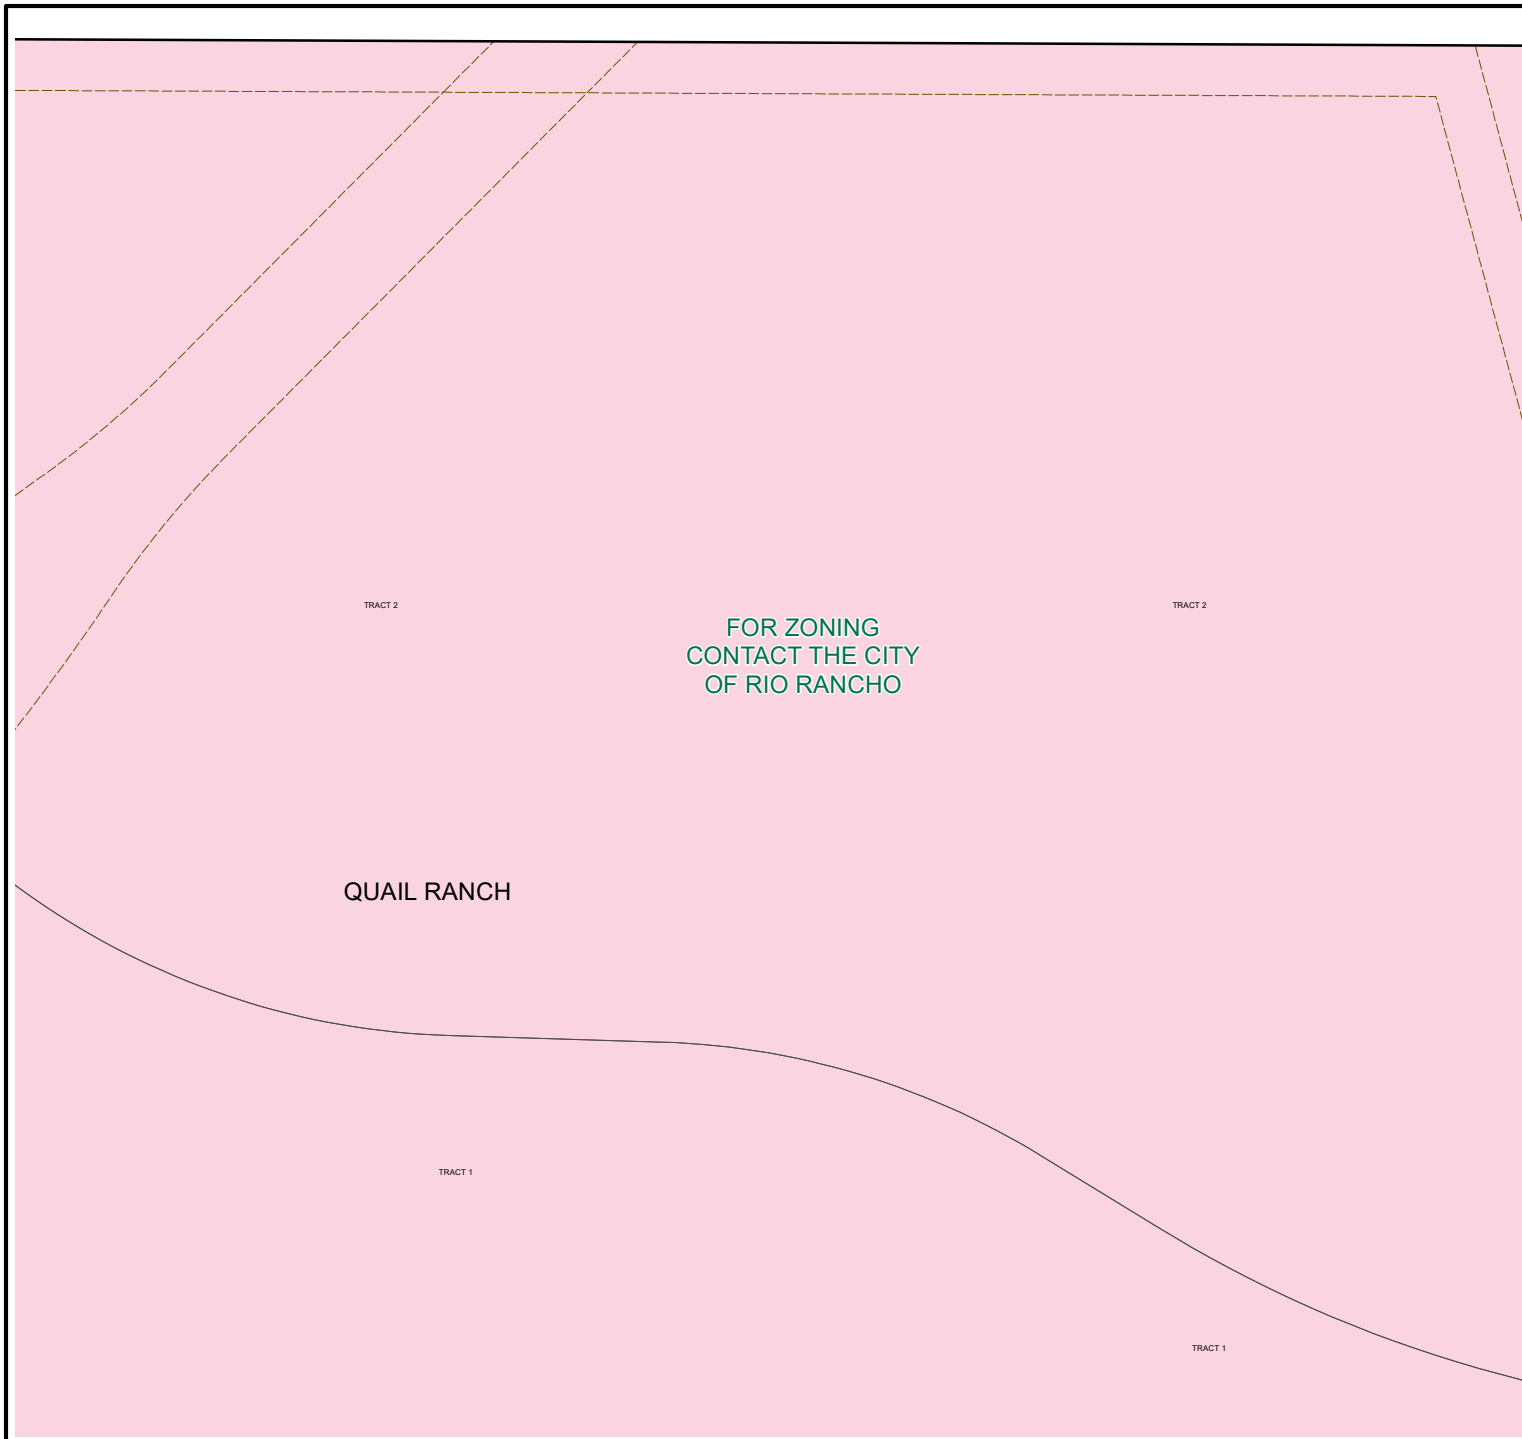 TRACT 2
TRACT 2
FOR ZONING
CONTACT THE CITY
OF RIO RANCHO
QUAIL RANCH
TRACT 1
TRACT 1